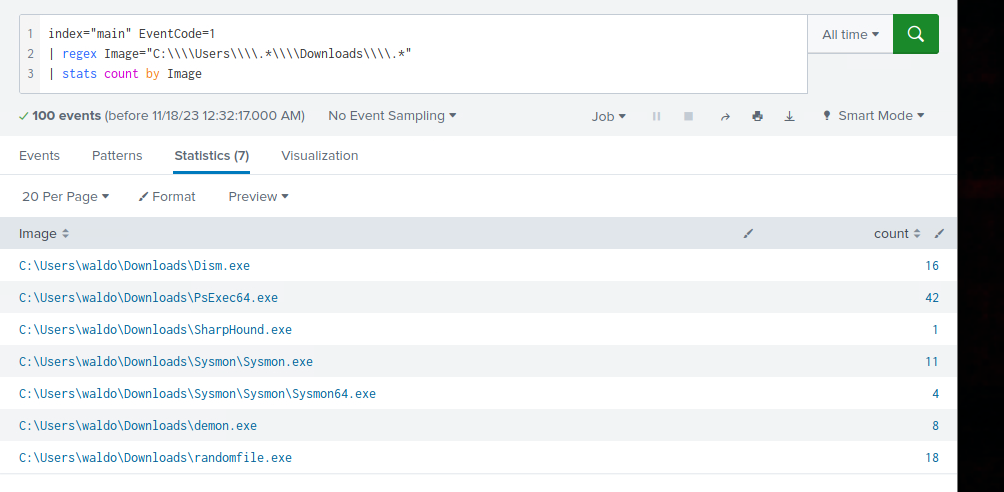 1 index="main" EventCode=1 All time
2 | regex Image="C:\\\\Users\\\\.*\\\\Downloads\\\\.*"
3 | stats count by Image
100 events (before 11/18/23 12:32:17.000 AM) No Event Sampling Job Smart Mode
Events Patterns Statistics (7) Visualization
20 Per Page Format Preview
Image count
C:\Users\waldo\Downloads\Dism.exe 16
C:\Users\waldo\Downloads\PsExec64.exe 42
C:\Users\waldo\Downloads\SharpHound.exe 1
C:\Users\waldo\Downloads\Sysmon\Sysmon.exe 11
C:\Users\waldo\Downloads\Sysmon\Sysmon\Sysmon64.exe 4
C:\Users\waldo\Downloads\demon.exe 8
C:\Users\waldo\Downloads\randomfile.exe 18